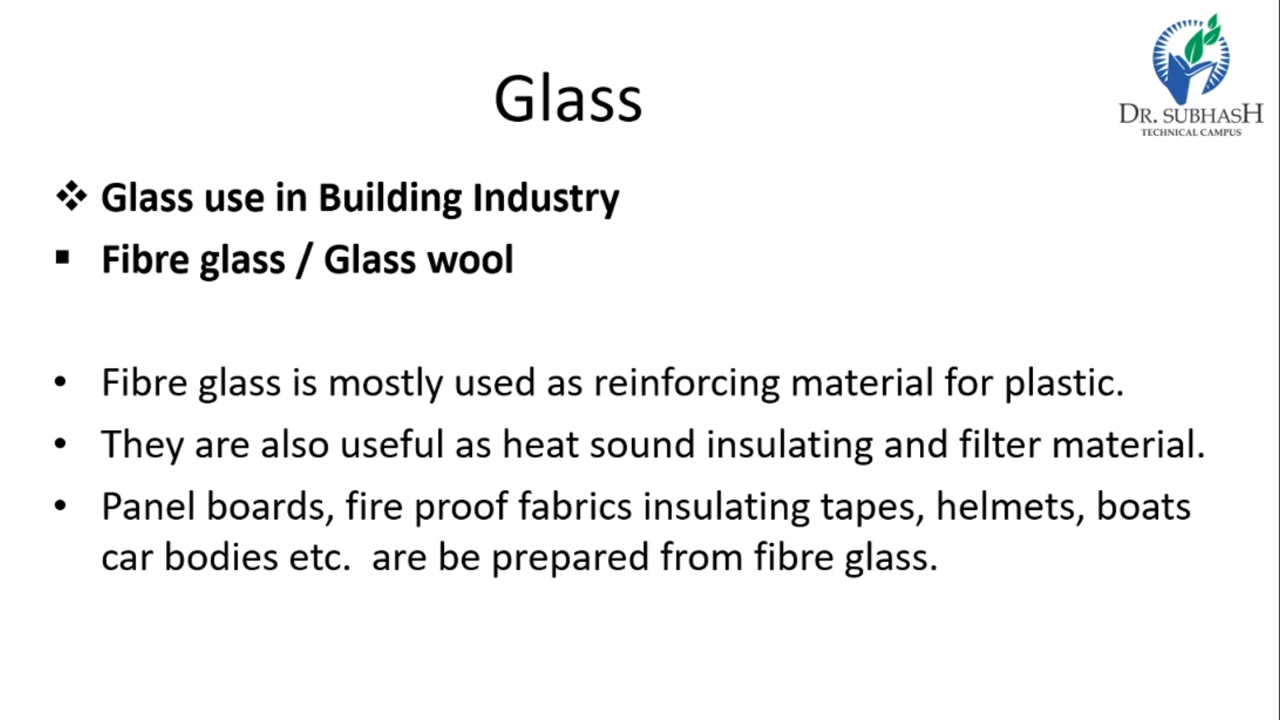 DR. SUBHASH
TECHNICAL CAMPUS
Glass
❖ Glass use in Building Industry
▪ Fibre glass / Glass wool
• Fibre glass is mostly used as reinforcing material for plastic.
• They are also useful as heat sound insulating and filter material.
• Panel boards, fire proof fabrics insulating tapes, helmets, boats
car bodies etc.  are be prepared from fibre glass.